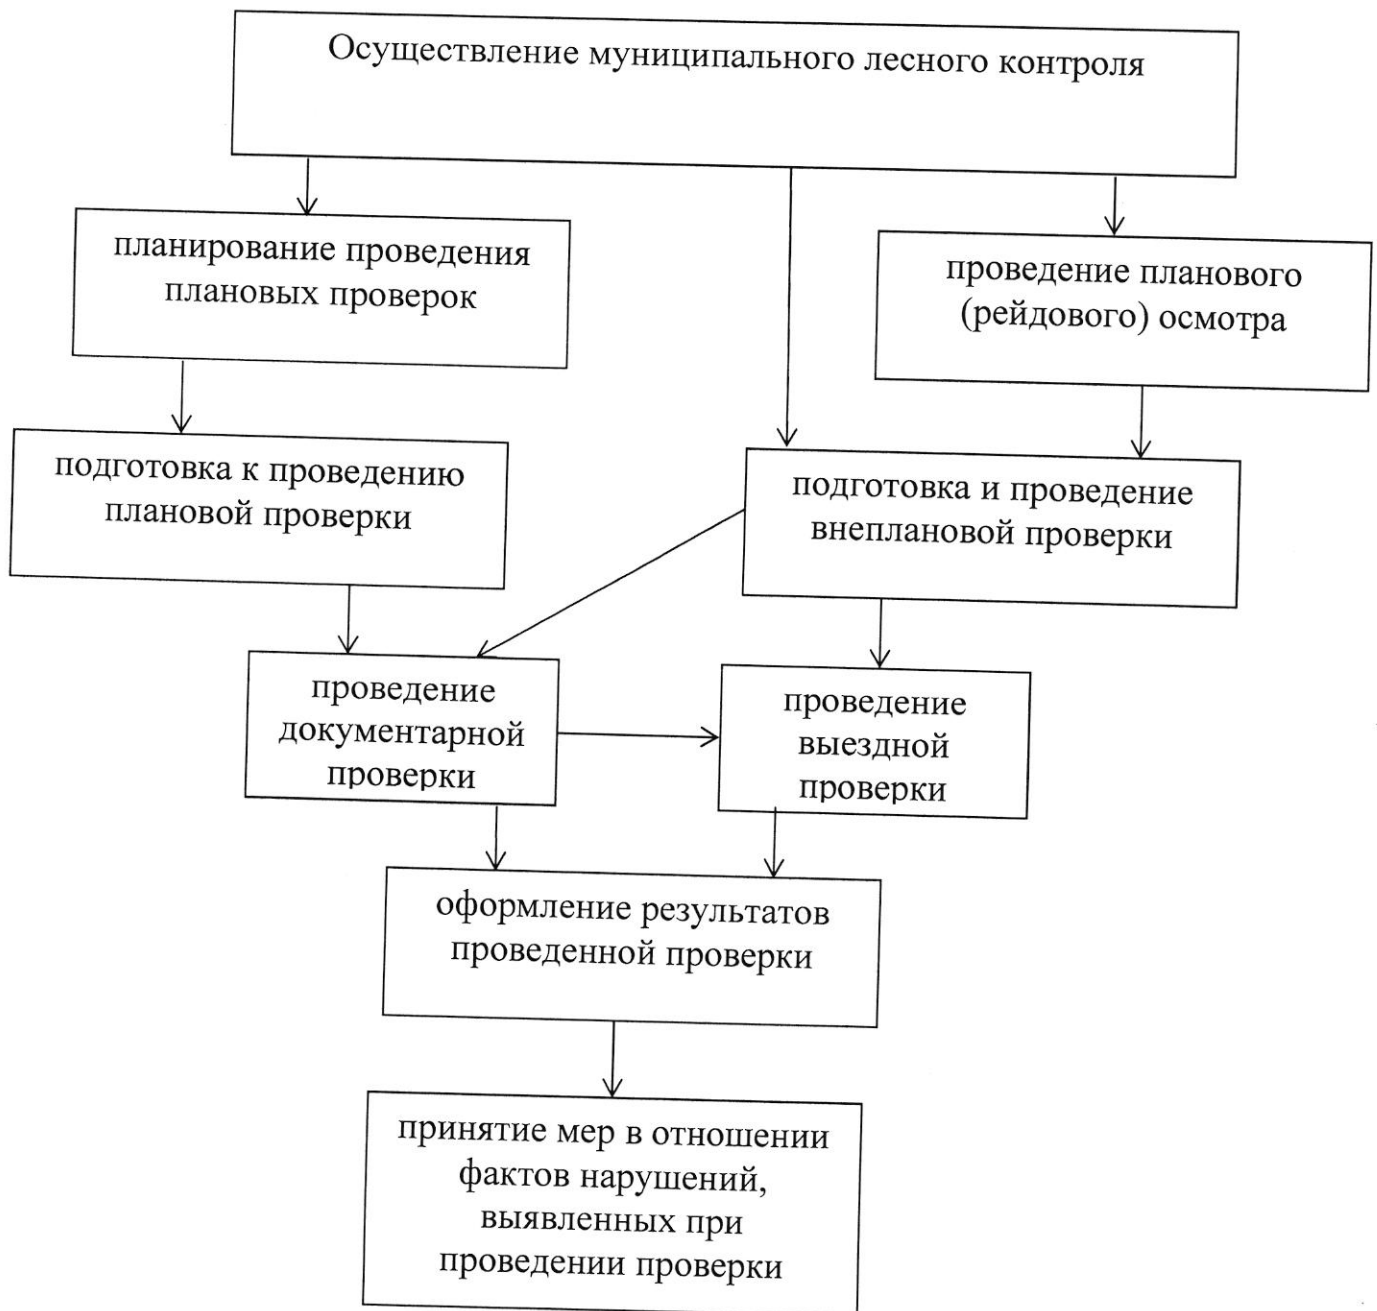 Осуществление муниципального лесного контроля
планирование проведения
плановых проверок
проведение планового
(рейдового) осмотра
подготовка к проведению
плановой проверки
подготовка и проведение
внеплановой проверки
проведение
документарной
проверки
проведение
выездной
проверки
оформление результатов
проведенной проверки
принятие мер в отношении
фактов нарушений,
выявленных при
проведении проверки